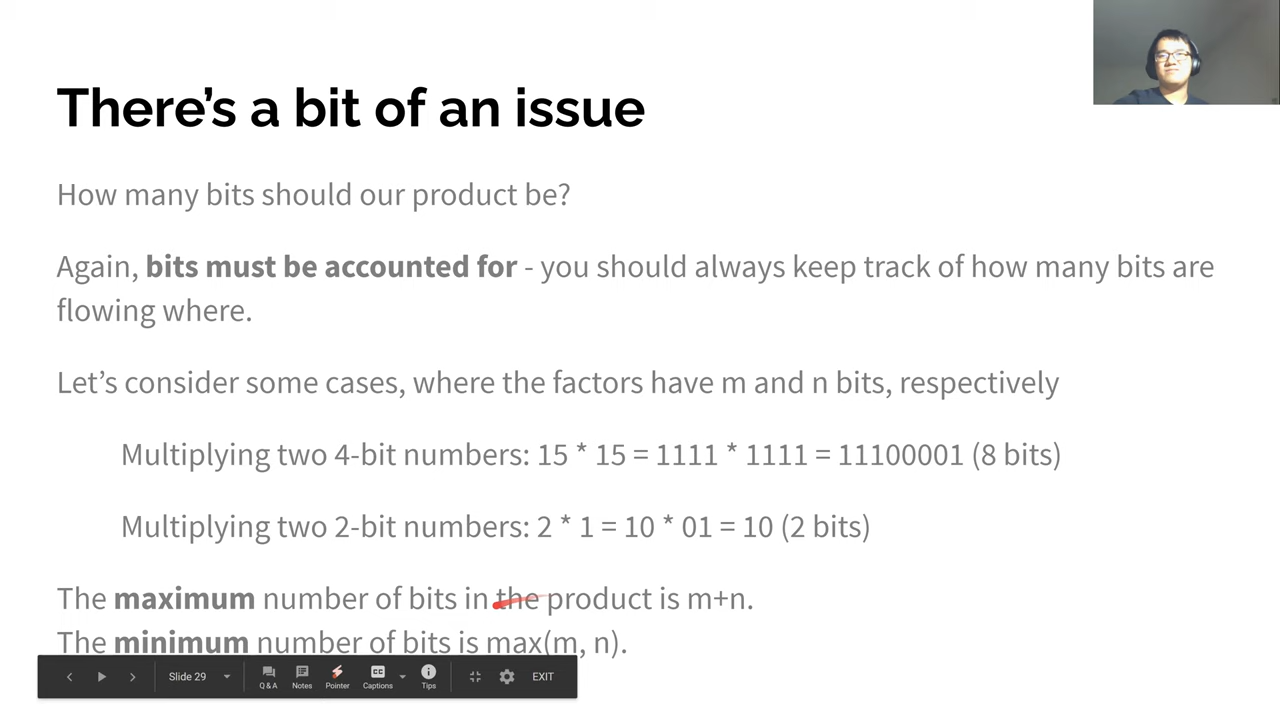 There's a bit of an issue
How many bits should our product be?
Again, bits must be accounted for - you should always keep track of how many bits are
flowing where.
Let's consider some cases, where the factors have m and n bits, respectively
Multiplying two 4-bit numbers: 15 * 15 = 1111 * 1111 = 11100001 (8 bits)
Multiplying two 2-bit numbers: 2 * 1 = 10 * 01 = 10 (2 bits)
The maximum number of bits in the product is m+n.
The minimum number of bits is max(m, n).
Slide 29
Q & A
Notes
Pointer
CC
Captions
Tips
EXIT